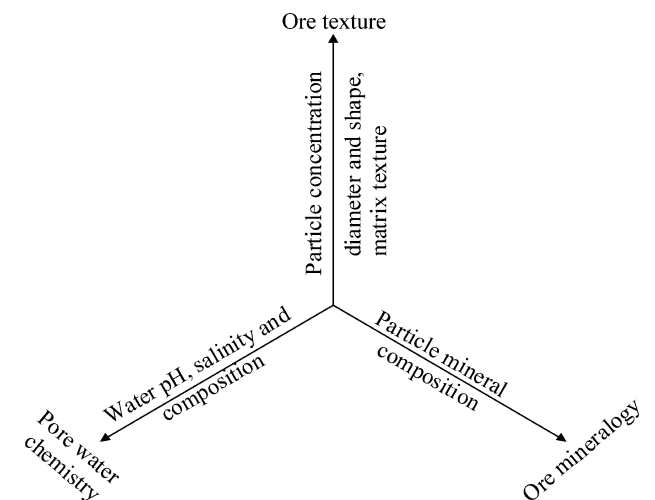 Ore texture
Particle concentration
diameter and shape,
matrix texture
Water pH, salinity and
composition
Particle mineral
composition
Pore water
chemistry
Ore mineralogy